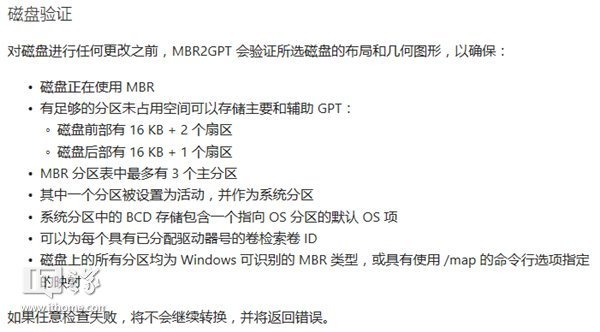 磁盘验证
对磁盘进行任何更改之前，MBR2GPT 会验证所选磁盘的布局和几何图形，以确保：
• 磁盘正在使用 MBR
• 有足够的分区未占用空间可以存储主要和辅助 GPT：
◦ 磁盘前部有 16 KB + 2 个扇区
◦ 磁盘后部有 16 KB + 1 个扇区
• MBR 分区表中最多有 3 个主分区
• 其中一个分区被设置为活动，并作为系统分区
• 系统分区中的 BCD 存储包含一个指向 OS 分区的默认 OS 项
• 可以为每个具有已分配驱动器号的卷检索卷 ID
• 磁盘上的所有分区均为 Windows 可识别的 MBR 类型，或具有使用 /map 的命令行选项指定
的映射
IT之家
www.ithome.com
如果任意检查失败，将不会继续转换，并将返回错误。